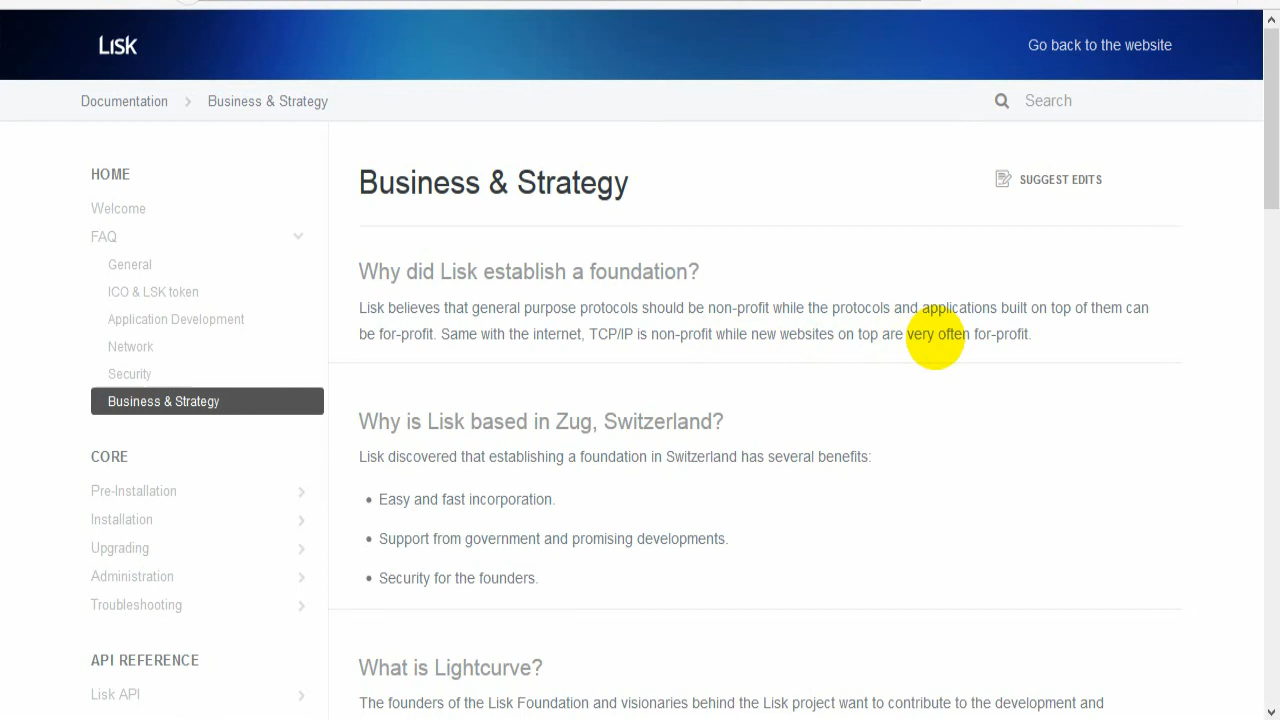 Lisk
Go back to the website
Documentation
Business & Strategy
Search
HOME
Welcome
FAQ
General
ICO & LSK token
Application Development
Network
Security
Business & Strategy
CORE
Pre-Installation
Installation
Upgrading
Administration
Troubleshooting
API REFERENCE
Lisk API
Business & Strategy
SUGGEST EDITS
Why did Lisk establish a foundation?
Lisk believes that general purpose protocols should be non-profit while the protocols and applications built on top of them can
be for-profit. Same with the internet, TCP/IP is non-profit while new websites on top are very often for-profit.
Why is Lisk based in Zug, Switzerland?
Lisk discovered that establishing a foundation in Switzerland has several benefits:
• Easy and fast incorporation.
• Support from government and promising developments.
• Security for the founders.
What is Lightcurve?
The founders of the Lisk Foundation and visionaries behind the Lisk project want to contribute to the development and